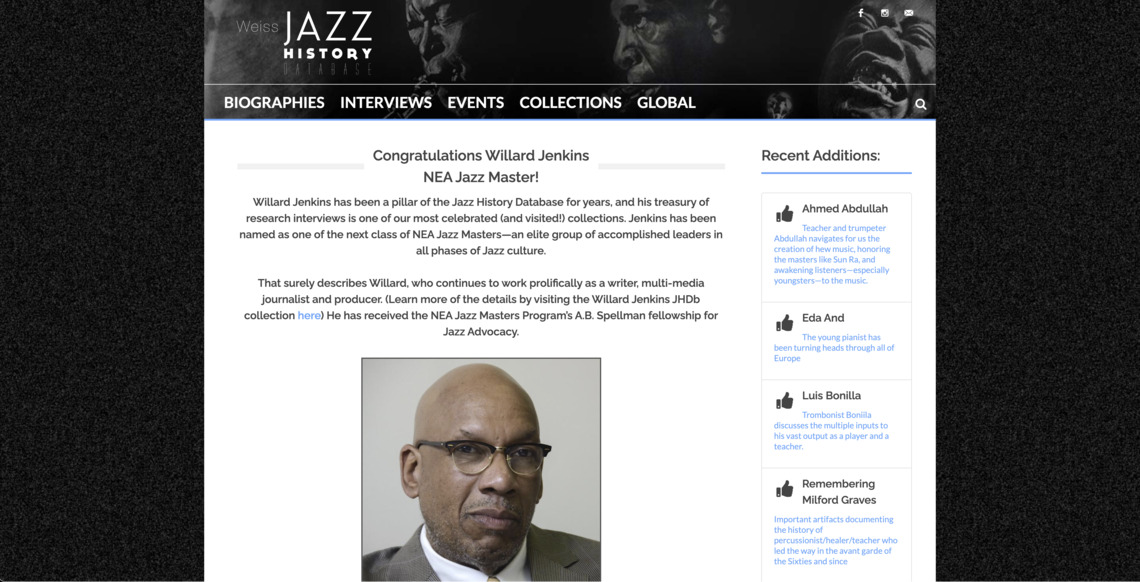 Weiss JAZZ
HISTORY
DATABASE
BIOGRAPHIES INTERVIEWS EVENTS COLLECTIONS GLOBAL
Congratulations Willard Jenkins
NEA Jazz Master!
Willard Jenkins has been a pillar of the Jazz History Database for years, and his treasury of
research interviews is one of our most celebrated (and visited!) collections. Jenkins has been
named as one of the next class of NEA Jazz Masters—an elite group of accomplished leaders in
all phases of Jazz culture.
That surely describes Willard, who continues to work prolifically as a writer, multi-media
journalist and producer. (Learn more of the details by visiting the Willard Jenkins JHDb
collection here) He has received the NEA Jazz Masters Program's A.B. Spellman fellowship for
Jazz Advocacy.
Recent Additions:
Ahmed Abdullah
Teacher and trumpeter
Abdullah navigates for us the
creation of hew music, honoring
the masters like Sun Ra, and
awakening listeners—especially
youngsters—to the music.
Eda And
The young pianist has
been turning heads through all of
Europe
Luis Bonilla
Trombonist Boniila
discusses the multiple inputs to
his vast output as a player and a
teacher.
Remembering
Milford Graves
Important artifacts documenting
the history of
percussionist/healer/teacher who
led the way in the avant garde of
the Sixties and since